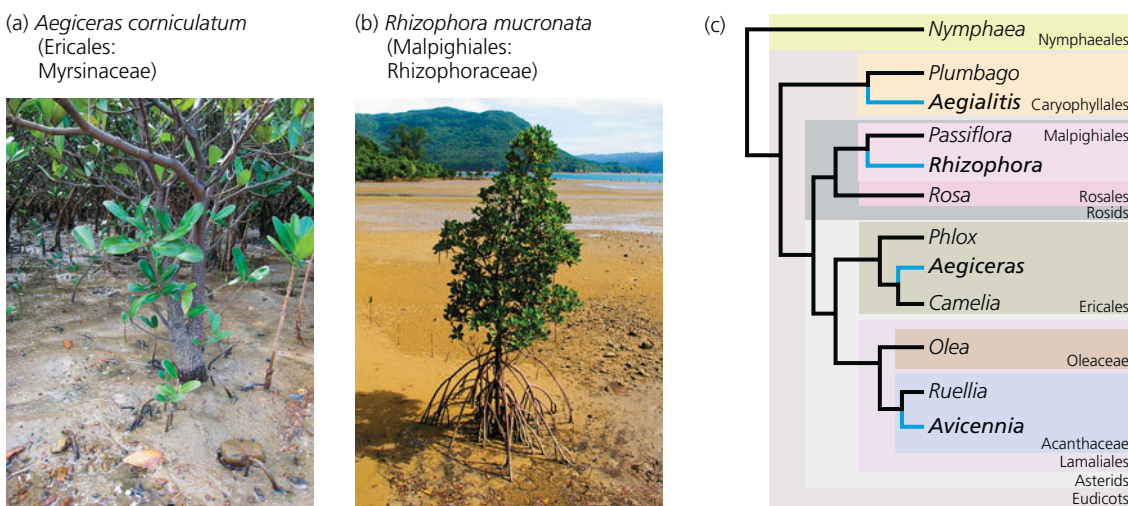 (a) Aegiceras corniculatum
(Ericales:
Myrsinaceae)
(b) Rhizophora mucronata
(Malpighiales:
Rhizophoraceae)
(c)
Nymphaea
Nymphaeales
Plumbago
Aegialitis
Caryophyllales
Passiflora
Malpighiales
Rhizophora
Rosa
Rosales
Rosids
Phlox
Aegiceras
Camelia
Ericales
Olea
Oleaceae
Ruellia
Avicennia
Acanthaceae
Lamaliales
Asterids
Eudicots